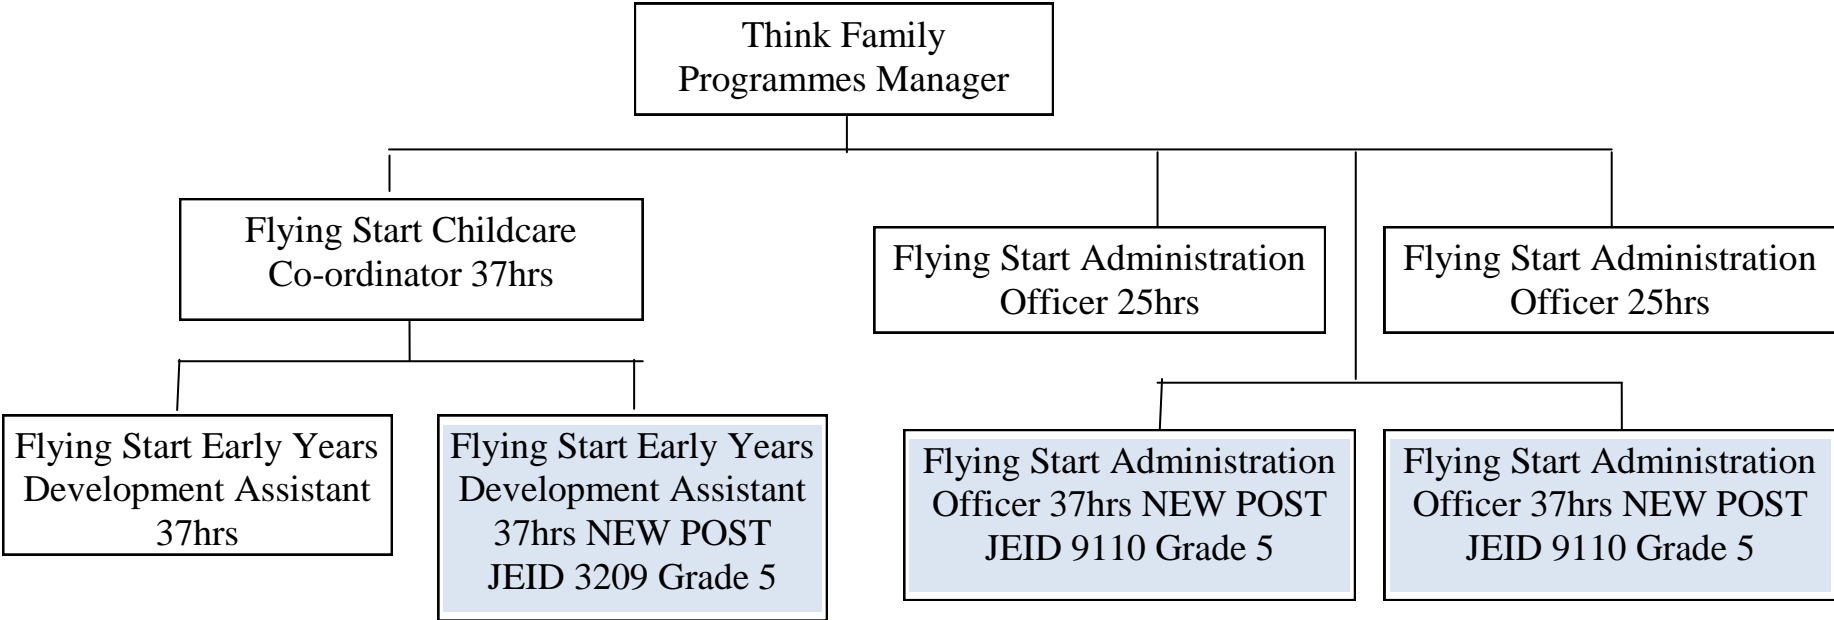 Think Family
Programmes Manager
Flying Start Childcare
Co-ordinator 37hrs
Flying Start Administration
Officer 25hrs
Flying Start Administration
Officer 25hrs
Flying Start Early Years
Development Assistant
37hrs
Flying Start Early Years
Development Assistant
37hrs NEW POST
JEID 3209 Grade 5
Flying Start Administration
Officer 37hrs NEW POST
JEID 9110 Grade 5
Flying Start Administration
Officer 37hrs NEW POST
JEID 9110 Grade 5